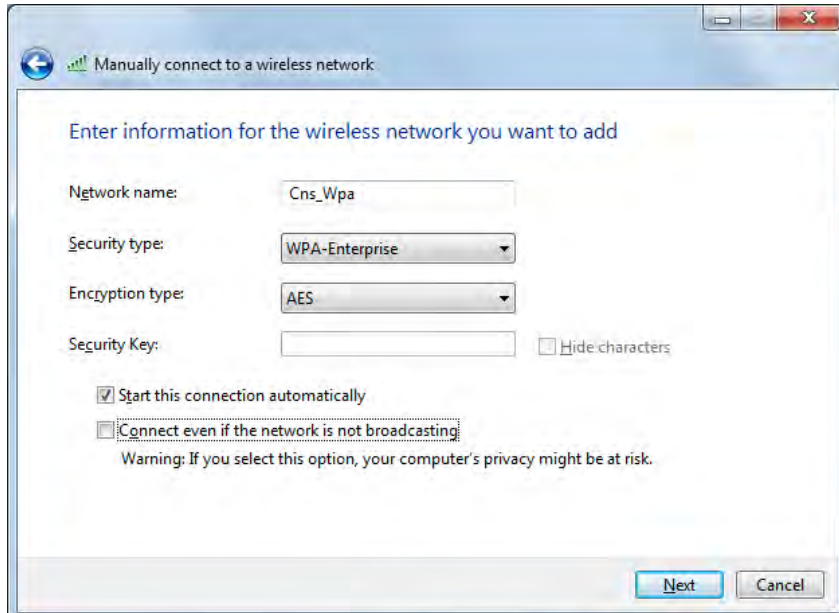 Manually connect to a wireless network
Enter information for the wireless network you want to add
Network name: Cns_Wpa
Security type: WPA-Enterprise
Encryption type: AES
Security Key: Hide characters
Start this connection automatically
Connect even if the network is not broadcasting
Warning: If you select this option, your computer's privacy might be at risk.
Next Cancel